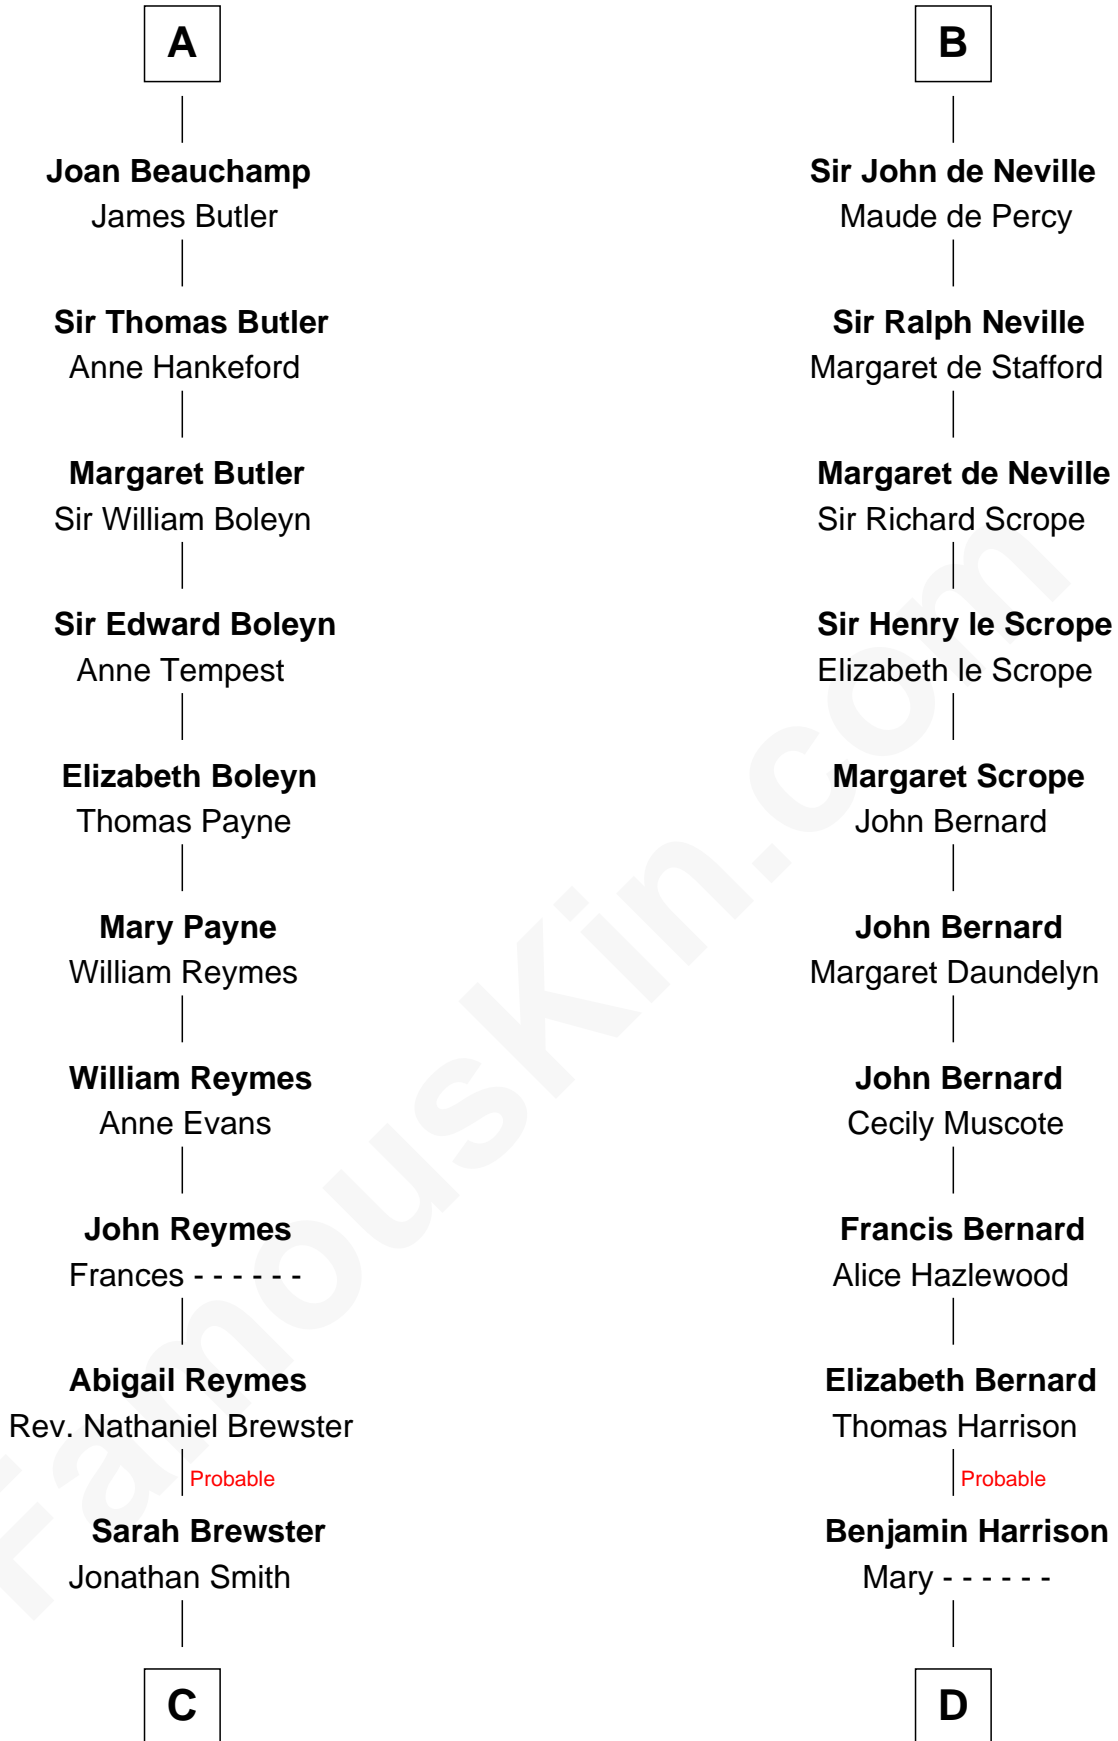 A
Joan Beauchamp
James Butler
Sir Thomas Butler
Anne Hankeford
Margaret Butler
Sir William Boleyn
Sir Edward Boleyn
Anne Tempest
Elizabeth Boleyn
Thomas Payne
Mary Payne
William Reymes
William Reymes
Anne Evans
John Reymes
Frances - - - - - -
Abigail Reymes
Rev. Nathaniel Brewster
Probable
Sarah Brewster
Jonathan Smith
C
B
Sir John de Neville
Maude de Percy
Sir Ralph Neville
Margaret de Stafford
Margaret de Neville
Sir Richard Scrope
Sir Henry le Scrope
Elizabeth le Scrope
Margaret Scrope
John Bernard
John Bernard
Margaret Daundelyn
John Bernard
Cecily Muscote
Francis Bernard
Alice Hazlewood
Elizabeth Bernard
Thomas Harrison
Probable
Benjamin Harrison
Mary - - - - - -
D
FamousKin.com